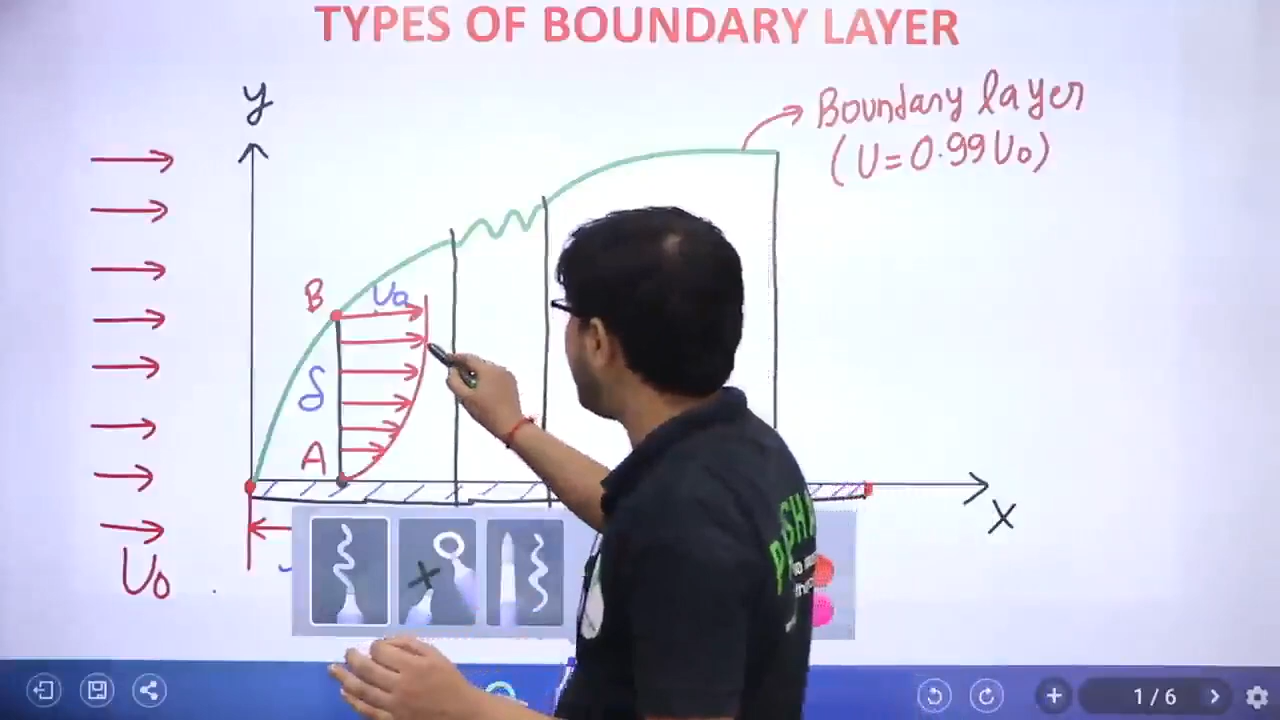 TYPES OF BOUNDARY LAYER
y
Boundary layer
(U=0.99U₀)
B
U₀
δ
A
X
U₀
1 / 6